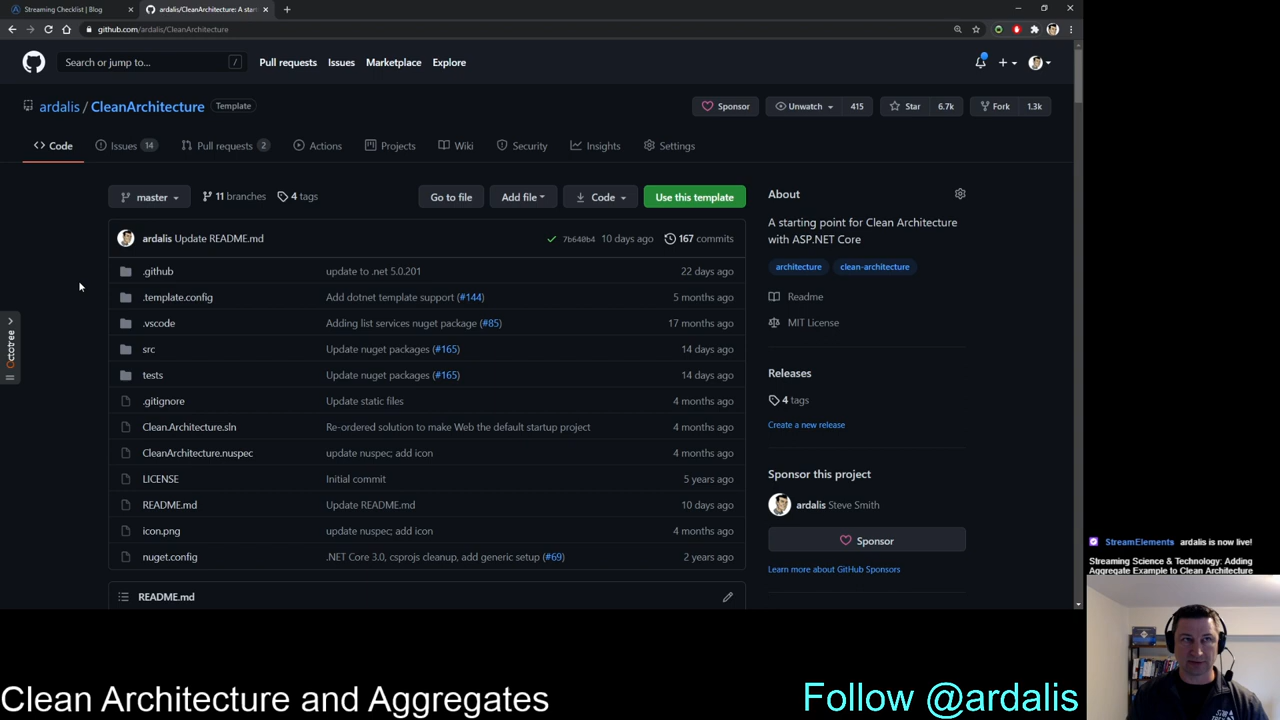 Streaming Checklist | Blog
ardalis/CleanArchitecture: A star
github.com/ardalis/CleanArchitecture
Search or jump to... /
Pull requests Issues Marketplace Explore
ardalis / CleanArchitecture Template
Sponsor Unwatch 415 Star 6.7k Fork 1.3k
Code Issues 14 Pull requests 2 Actions Projects Wiki Security Insights Settings
master 11 branches 4 tags Go to file Add file Code Use this template
ardalis Update README.md 7b640b4 10 days ago 167 commits
.github update to .net 5.0.201 22 days ago
.template.config Add dotnet template support (#144) 5 months ago
.vscode Adding list services nuget package (#85) 17 months ago
src Update nuget packages (#165) 14 days ago
tests Update nuget packages (#165) 14 days ago
.gitignore Update static files 4 months ago
Clean.Architecture.sln Re-ordered solution to make Web the default startup project 4 months ago
CleanArchitecture.nuspec update nuspec; add icon 4 months ago
LICENSE Initial commit 5 years ago
README.md Update README.md 10 days ago
icon.png update nuspec; add icon 4 months ago
nuget.config .NET Core 3.0, csprojs cleanup, add generic setup (#69) 2 years ago
README.md
About
A starting point for Clean Architecture
with ASP.NET Core
architecture clean-architecture
Readme
MIT License
Releases
4 tags
Create a new release
Sponsor this project
ardalis Steve Smith
Sponsor
Learn more about GitHub Sponsors
Octotree
StreamElements ardalis is now live!
Streaming Science & Technology: Adding
Aggregate Example to Clean Architecture
Clean Architecture and Aggregates
Follow @ardalis